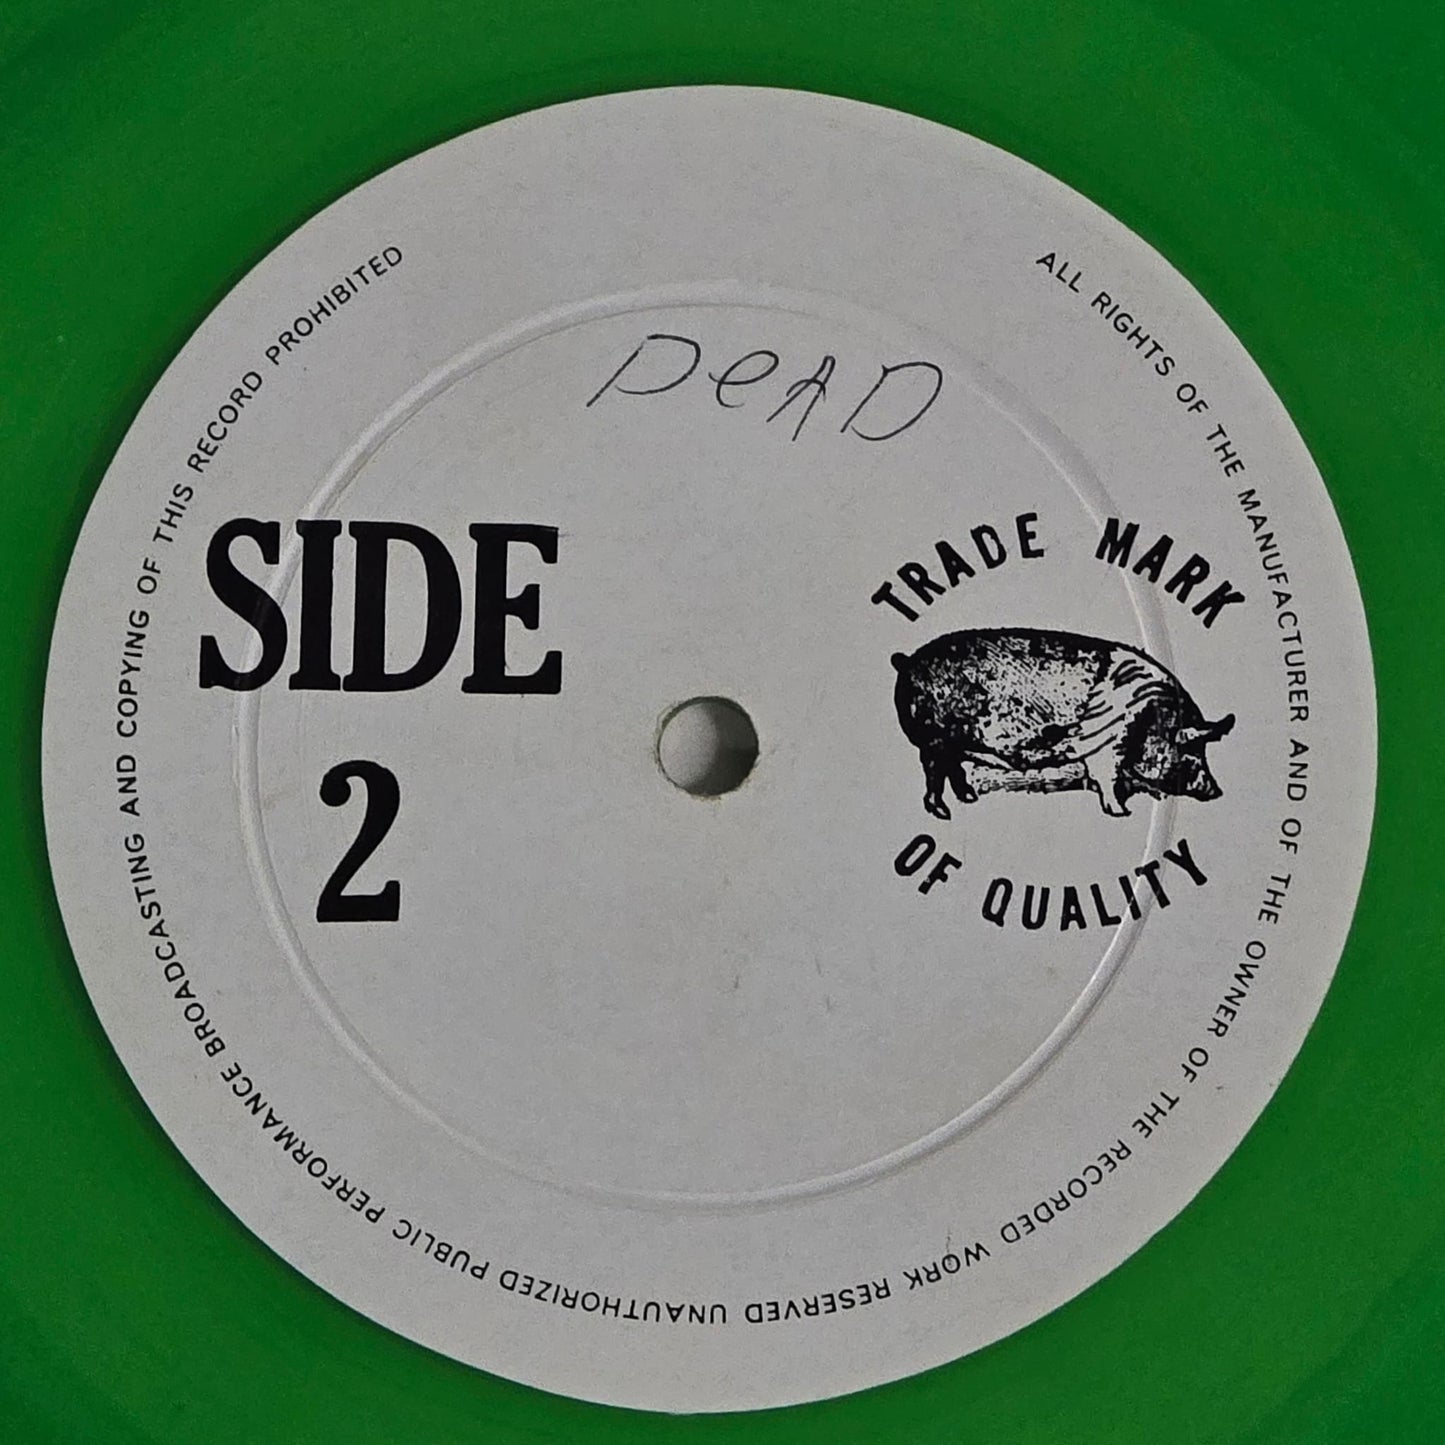 DeAD
SIDE
2
TRADE MARK
OF QUALITY
ALL RIGHTS OF THE MANUFACTURER AND OF THE OWNER OF THE RECORDED WORK RESERVED UNAUTHORIZED PUBLIC PERFORMANCE BROADCASTING AND COPYING OF THIS RECORD PROHIBITED